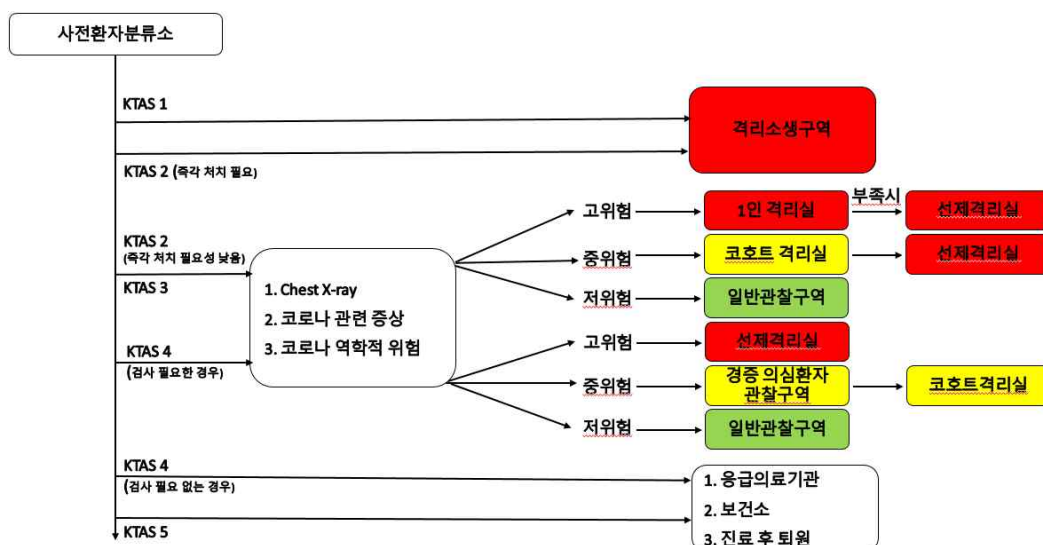 사전환자분류소
KTAS 1
격리소생구역
KTAS 2 (즉각 처치 필요)
고위험
1인 격리실
부족시
선제격리실
KTAS 2
(즉각 처치 필요성 낮음)
중위험
코호트 격리실
선제격리실
KTAS 3
1. Chest X-ray
2. 코로나 관련 증상
3. 코로나 역학적 위험
저위험
일반관찰구역
고위험
선제격리실
KTAS 4
(검사 필요한 경우)
중위험
경증 의심환자
관찰구역
코호트격리실
저위험
일반관찰구역
KTAS 4
(검사 필요 없는 경우)
1. 응급의료기관
2. 보건소
3. 진료 후 퇴원
KTAS 5